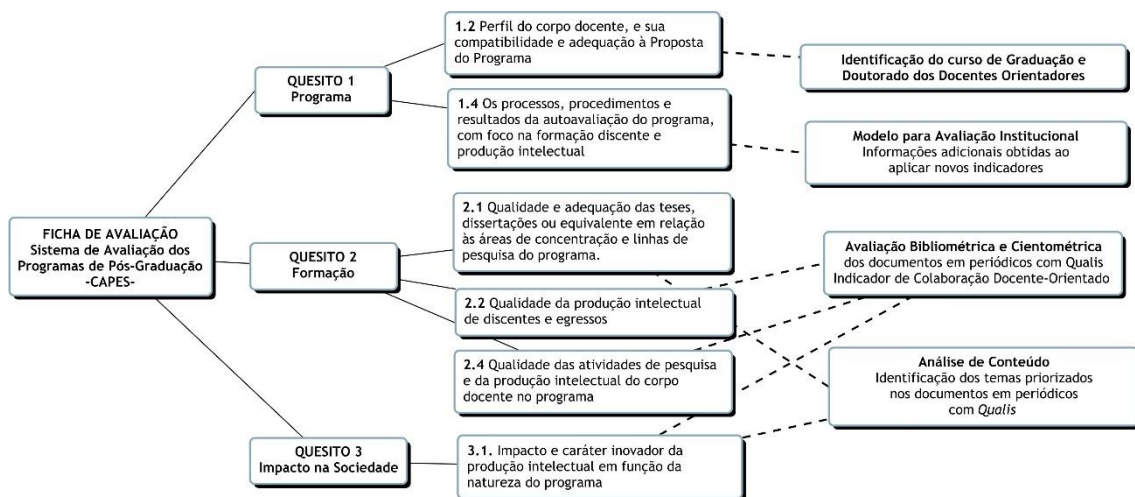 FICHA DE AVALIAÇÃO
Sistema de Avaliação dos
Programas de Pós-Graduação
-CAPES-
QUESITO 1
Programa
1.2 Perfil do corpo docente, e sua
compatibilidade e adequação à Proposta
do Programa
1.4 Os processos, procedimentos e
resultados da autoavaliação do programa,
com foco na formação discente e
produção intelectual
Identificação do curso de Graduação e
Doutorado dos Docentes Orientadores
Modelo para Avaliação Institucional
Informações adicionais obtidas ao
aplicar novos indicadores
QUESITO 2
Formação
2.1 Qualidade e adequação das teses,
dissertações ou equivalente em relação
às áreas de concentração e linhas de
pesquisa do programa.
2.2 Qualidade da produção intelectual
de discentes e egressos
2.4 Qualidade das atividades de pesquisa
e da produção intelectual do corpo
docente no programa
Avaliação Bibliométrica e Cientométrica
dos documentos em periódicos com Qualis
Indicador de Colaboração Docente-Orientado
Análise de Conteúdo
Identificação dos temas priorizados
nos documentos em periódicos
com Qualis
QUESITO 3
Impacto na Sociedade
3.1. Impacto e caráter inovador da
produção intelectual em função da
natureza do programa